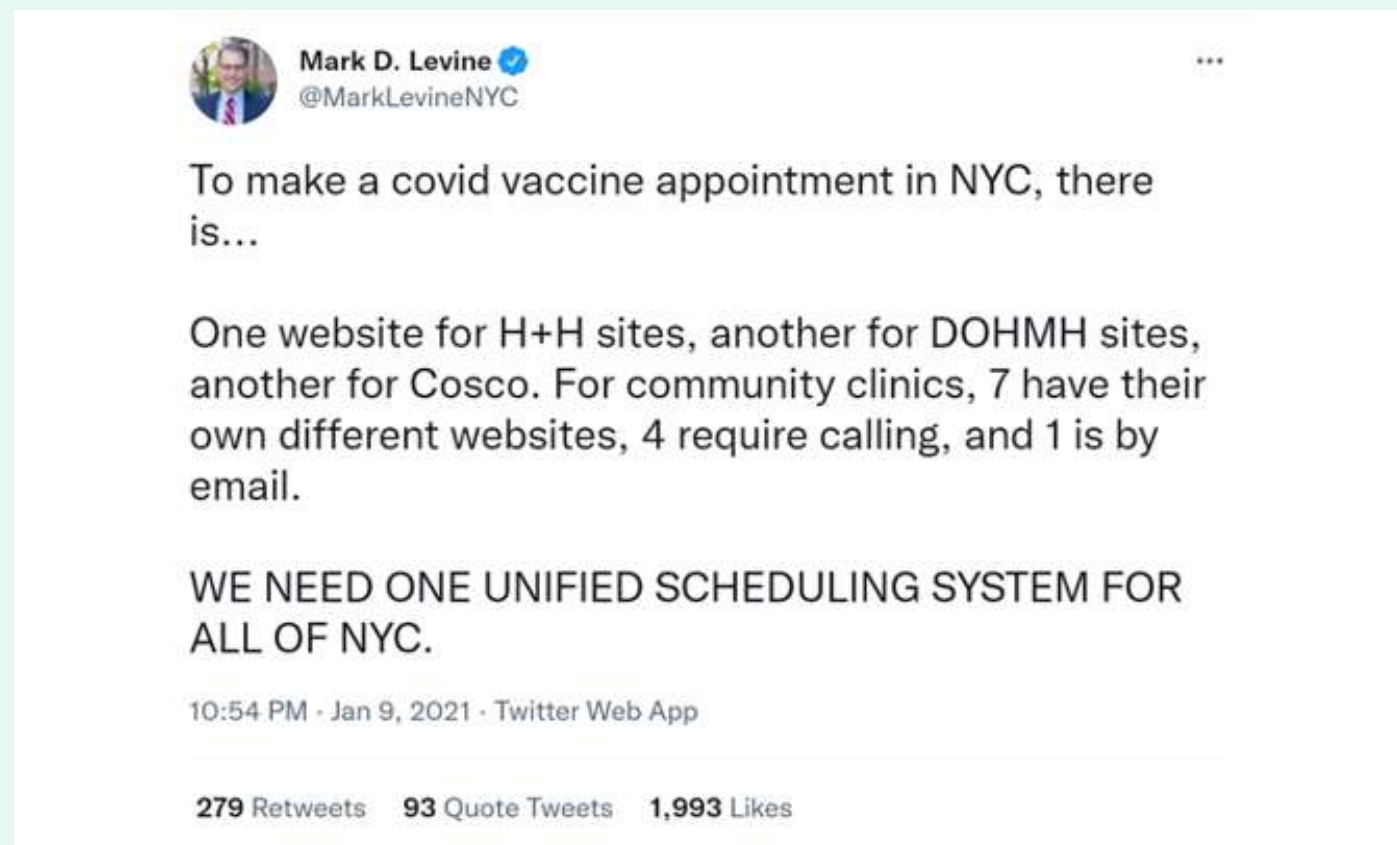 Mark D. Levine
@MarkLevineNYC
To make a covid vaccine appointment in NYC, there
is...
One website for H+H sites, another for DOHMH sites,
another for Cosco. For community clinics, 7 have their
own different websites, 4 require calling, and 1 is by
email.
WE NEED ONE UNIFIED SCHEDULING SYSTEM FOR
ALL OF NYC.
10:54 PM · Jan 9, 2021 · Twitter Web App
279 Retweets 93 Quote Tweets 1,993 Likes